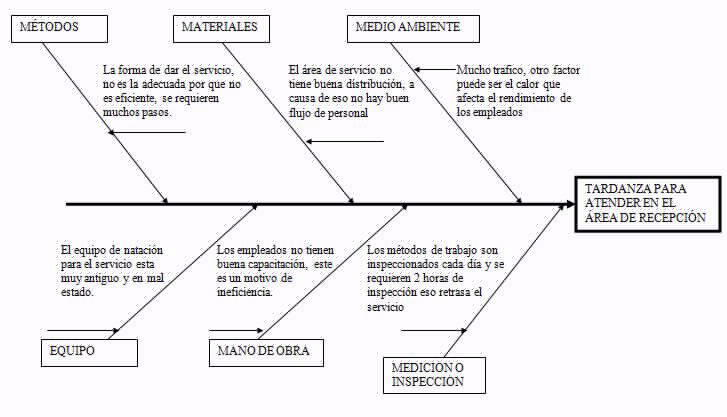 MÉTODOS
MATERIALES
MEDIO AMBIENTE
La forma de dar el servicio,
no es la adecuada por que no
es eficiente, se requieren
muchos pasos.
El área de servicio no
tiene buena distribución, a
causa de eso no hay buen
flujo de personal
Mucho trafico, otro factor
puede ser el calor que
afecta el rendimiento de
los empleados
TARDANZA PARA
ATENDER EN EL
ÁREA DE RECEPCIÓN
El equipo de natación
para el servicio esta
muy antiguo y en mal
estado.
Los empleados no tienen
buena capacitación, este
es un motivo de
ineficiencia.
Los métodos de trabajo son
inspeccionados cada día y se
requieren 2 horas de
inspección eso retrasa el
servicio
EQUIPO
MANO DE OBRA
MEDICION O
INSPECCIÓN